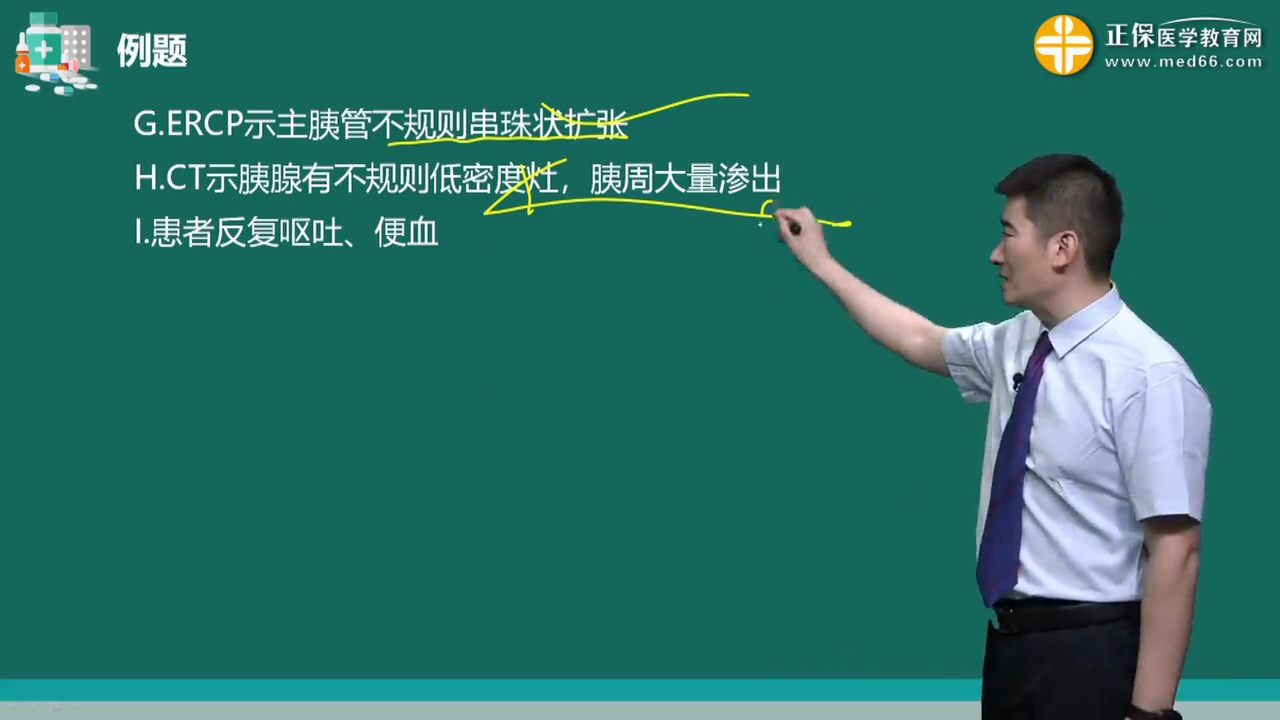 例题
正保医学教育网
www.med66.com
G.ERCP示主胰管不规则串珠状扩张
H.CT示胰腺有不规则低密度灶，胰周大量渗出
I.患者反复呕吐、便血